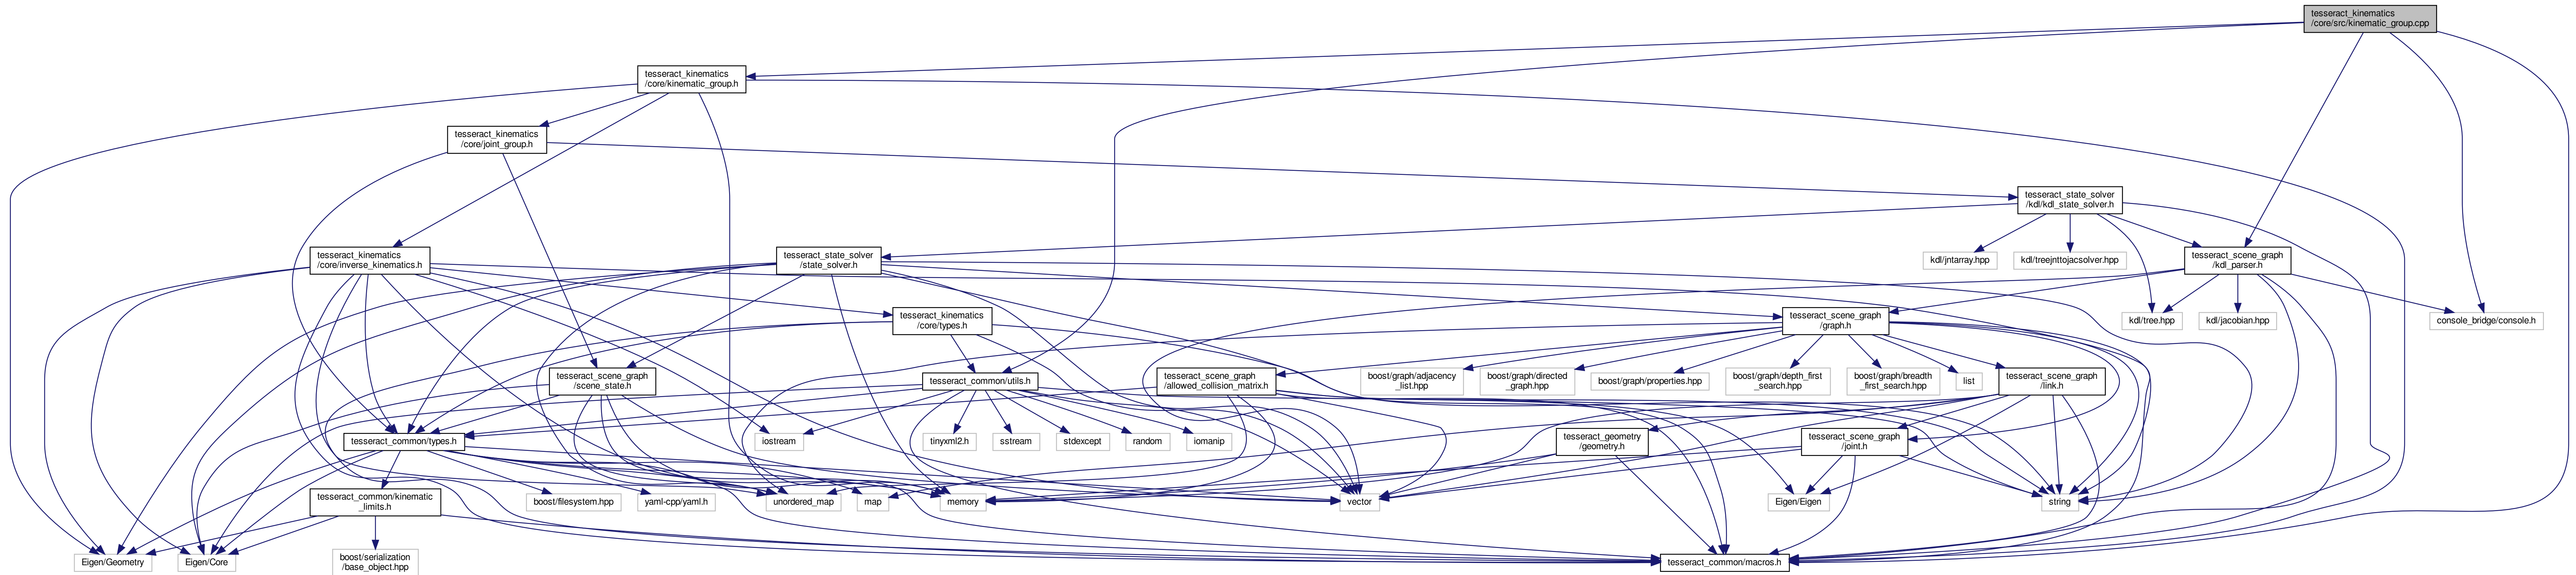 tesseract_kinematics
/core/src/kinematic_group.cpp
tesseract_kinematics
/core/kinematic_group.h
tesseract_kinematics
/core/joint_group.h
tesseract_state_solver
/kdl/kdl_state_solver.h
tesseract_kinematics
/core/inverse_kinematics.h
tesseract_state_solver
/state_solver.h
kdl/jntarray.hpp
kdl/treejnttojacsolver.hpp
tesseract_scene_graph
/kdl_parser.h
tesseract_kinematics
/core/types.h
tesseract_scene_graph
/graph.h
kdl/tree.hpp
kdl/jacobian.hpp
console_bridge/console.h
tesseract_scene_graph
/scene_state.h
tesseract_common/utils.h
tesseract_scene_graph
/allowed_collision_matrix.h
boost/graph/adjacency
_list.hpp
boost/graph/directed
_graph.hpp
boost/graph/properties.hpp
boost/graph/depth_first
_search.hpp
boost/graph/breadth
_first_search.hpp
list
tesseract_scene_graph
/link.h
tesseract_common/types.h
iostream
tinyxml2.h
sstream
stdexcept
random
iomanip
tesseract_geometry
/geometry.h
tesseract_scene_graph
/joint.h
tesseract_common/kinematic
_limits.h
boost/filesystem.hpp
yaml-cpp/yaml.h
unordered_map
map
memory
vector
Eigen/Eigen
string
Eigen/Geometry
Eigen/Core
boost/serialization
/base_object.hpp
tesseract_common/macros.h